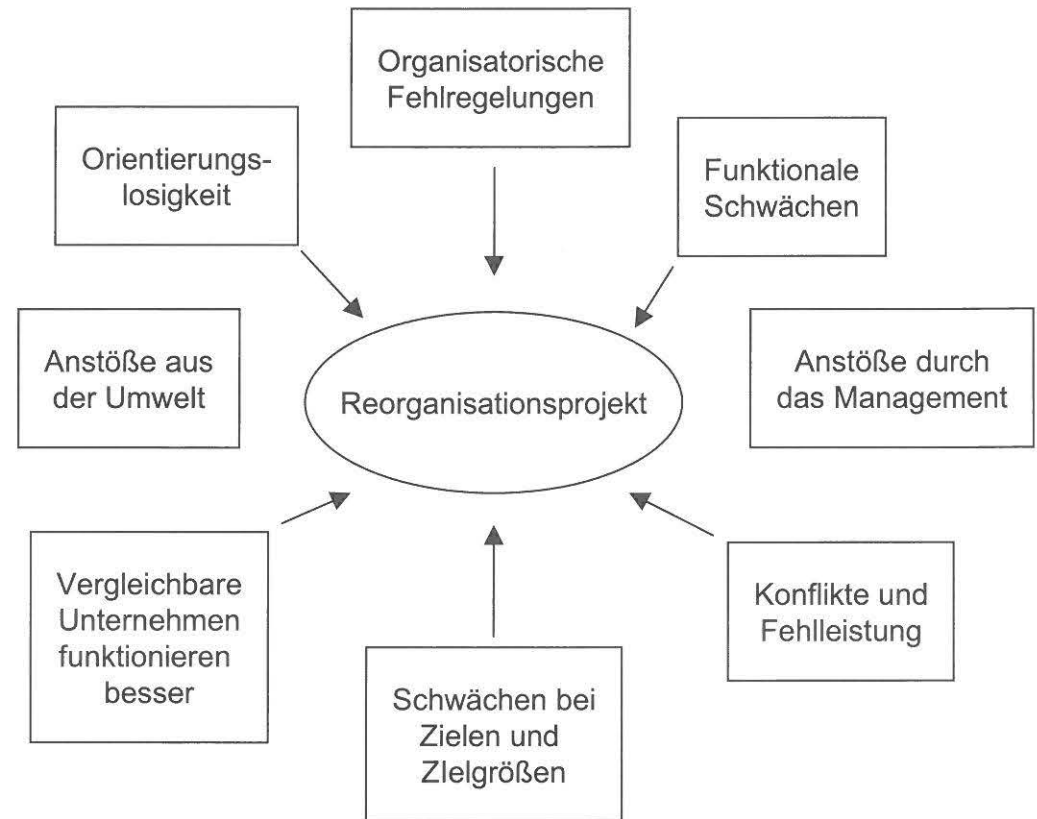 Organisatorische
Fehlregelungen
Orientierungs-
losigkeit
Funktionale
Schwächen
Anstöße aus
der Umwelt
Reorganisationsprojekt
Anstöße durch
das Management
Vergleichbare
Unternehmen
funktionieren
besser
Schwächen bei
Zielen und
ZIelgrößen
Konflikte und
Fehlleistung